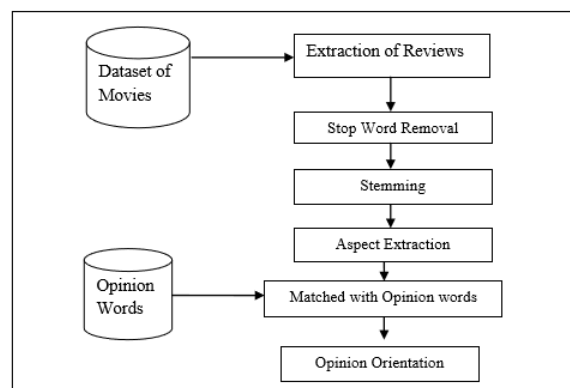 Dataset of
Movies
Extraction of Reviews
Stop Word Removal
Stemming
Aspect Extraction
Opinion
Words
Matched with Opinion words
Opinion Orientation